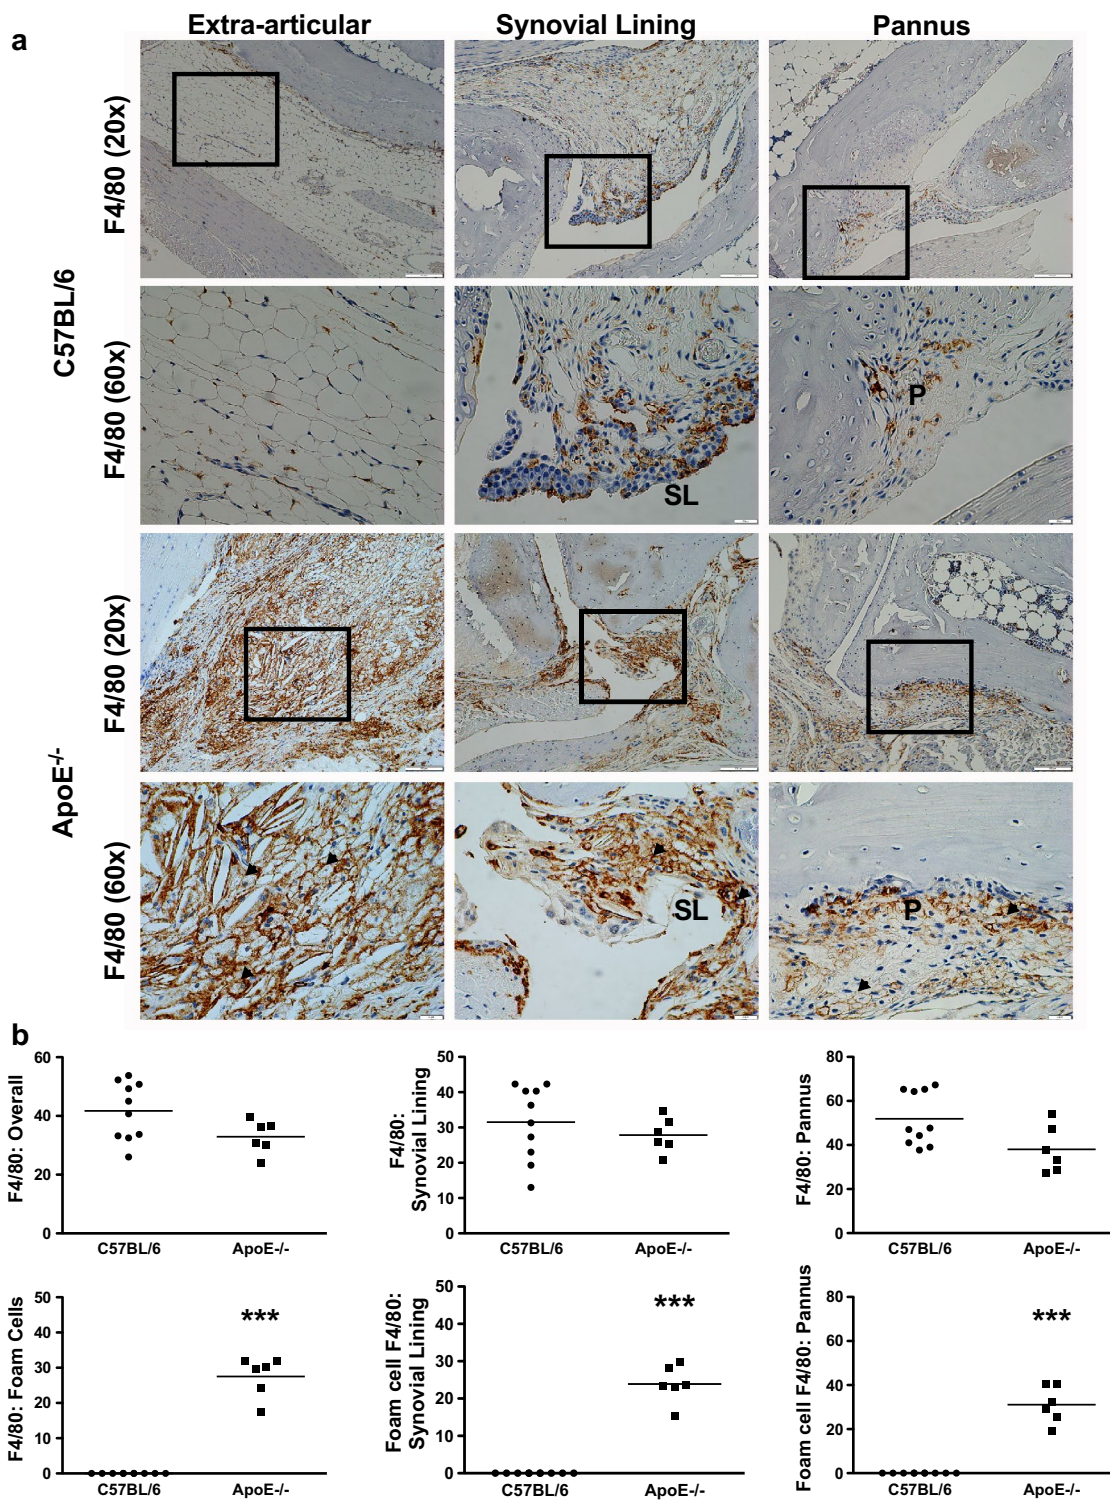 a
Extra-articular
Synovial Lining
Pannus
C57BL/6
F4/80 (20x)
F4/80 (60x)
SL
P
ApoE-/-
F4/80 (20x)
F4/80 (60x)
SL
P
b
F4/80: Overall
60
40
20
0
C57BL/6
ApoE-/-
F4/80:
Synovial Lining
50
40
30
20
10
0
C57BL/6
ApoE-/-
F4/80: Pannus
80
60
40
20
0
C57BL/6
ApoE-/-
F4/80: Foam Cells
50
40
30
20
10
0
***
C57BL/6
ApoE-/-
Foam cell F4/80:
Synovial Lining
50
40
30
20
10
0
***
C57BL/6
ApoE-/-
Foam cell F4/80: Pannus
80
60
40
20
0
***
C57BL/6
ApoE-/-